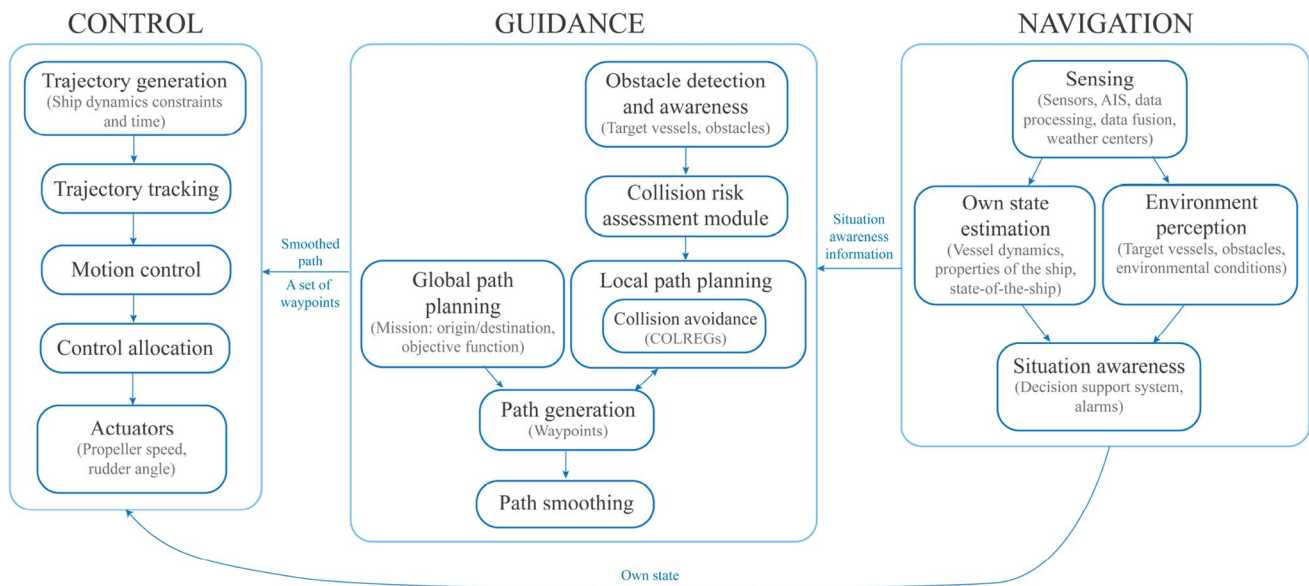 CONTROL
Trajectory generation
(Ship dynamics constraints
and time)
Trajectory tracking
Motion control
Control allocation
Actuators
(Propeller speed,
rudder angle)
Smoothed
path
A set of
waypoints
GUIDANCE
Obstacle detection
and awareness
(Target vessels, obstacles)
Collision risk
assessment module
Global path
planning
(Mission: origin/destination,
objective function)
Local path planning
Collision avoidance
(COLREGs)
Path generation
(Waypoints)
Path smoothing
Situation
awareness
information
NAVIGATION
Sensing
(Sensors, AIS, data
processing, data fusion,
weather centers)
Own state
estimation
(Vessel dynamics,
properties of the ship,
state-of-the-ship)
Environment
perception
(Target vessels, obstacles,
environmental conditions)
Situation awareness
(Decision support system,
alarms)
Own state